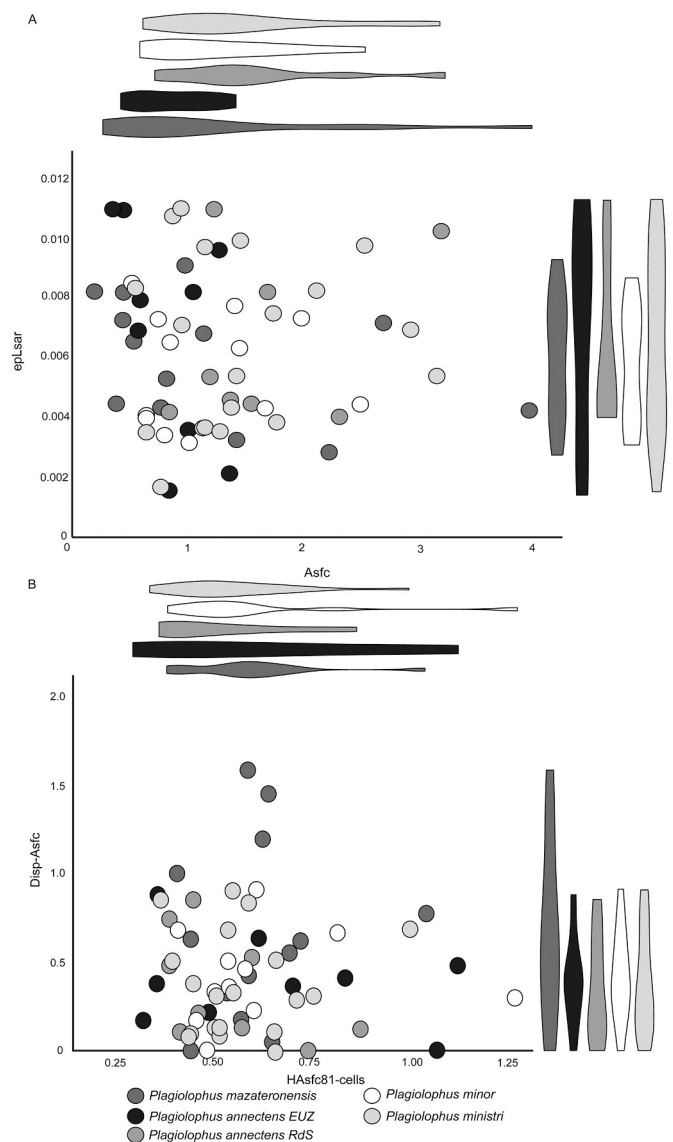 A
0.012
0.010
0.008
0.006
0.004
0.002
0
epLsar
0 1 2 3 4
Asfc
B
2.0
1.5
1.0
0.5
0
Disp-Asfc
0.25 0.50 0.75 1.00 1.25
HAsfc81-cells
Plagiolophus mazateronensis
Plagiolophus annectens EUZ
Plagiolophus annectens RdS
Plagiolophus minor
Plagiolophus ministri